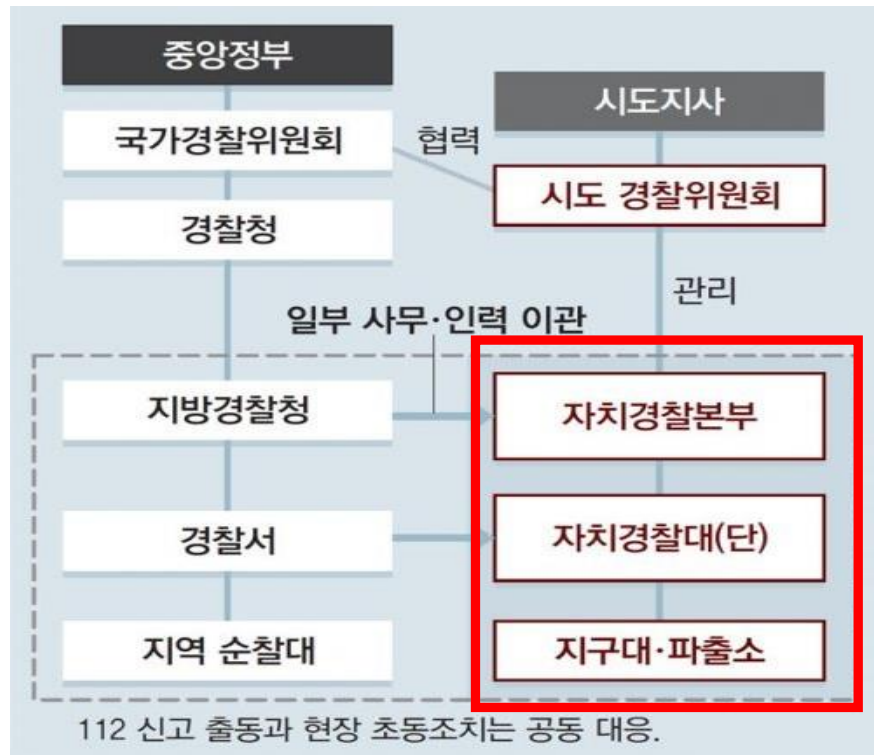 중앙정부
시도지사
국가경찰위원회
협력
시도 경찰위원회
경찰청
관리
일부 사무·인력 이관
지방경찰청
자치경찰본부
경찰서
자치경찰대(단)
지역 순찰대
지구대·파출소
112 신고 출동과 현장 초동조치는 공동 대응.